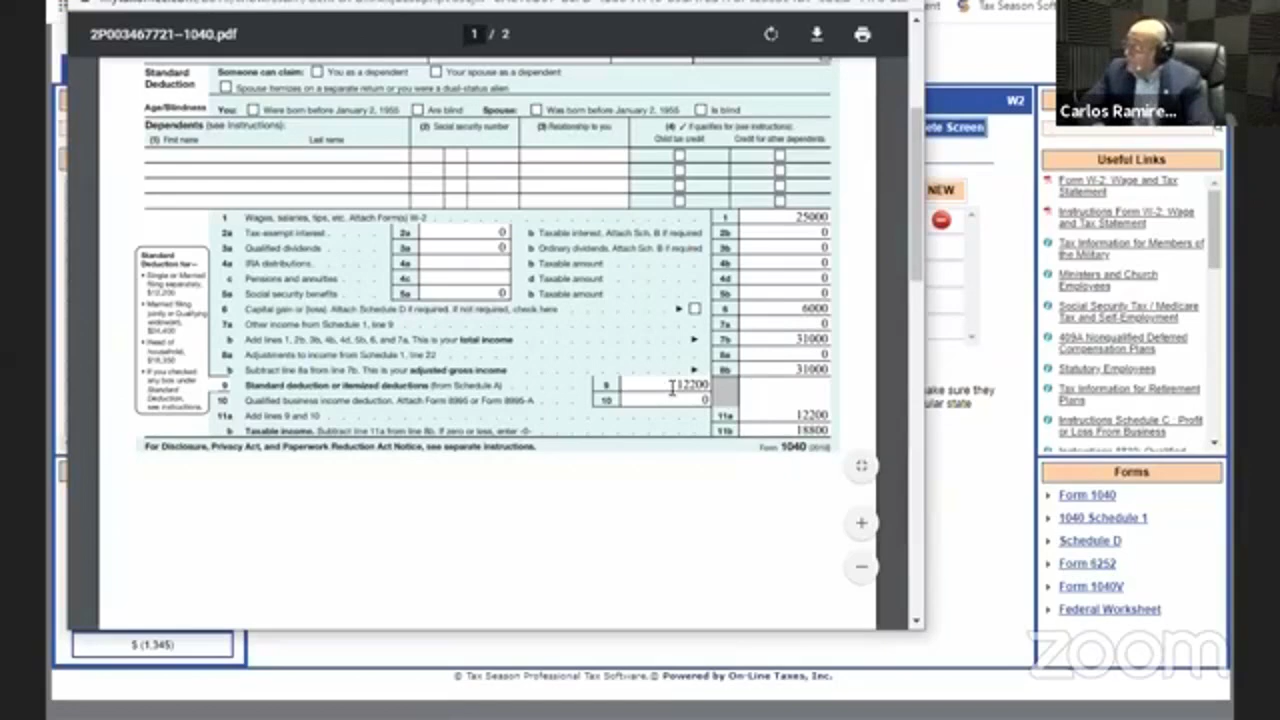 ent
Tax Season Soft
2P003467721--1040.pdf
1 / 2
Carlos Ramire...
W2
ete Screen
NEW
Standard
Deduction
Someone can claim:
You as a dependent
Your spouse as a dependent
Spouse itemizes on a separate return or you were a dual-status alien
Age/Blindness
You:
Were born before January 2, 1955
Are blind
Spouse:
Was born before January 2, 1955
Is blind
Dependents (see instructions):
(2) Social security number
(3) Relationship to you
(4) ✓ if qualifies for (see instructions):
(1) First name
Last name
Child tax credit
Credit for other dependents
1 Wages, salaries, tips, etc. Attach Form(s) W-2 1 25000
2a Tax-exempt interest 2a 0 b Taxable interest. Attach Sch. B if required 2b 0
3a Qualified dividends 3a 0 b Ordinary dividends. Attach Sch. B if required 3b 0
4a IRA distributions 4a b Taxable amount 4b 0
c Pensions and annuities 4c d Taxable amount 4d 0
5a Social security benefits 5a 0 b Taxable amount 5b 0
6 Capital gain or (loss). Attach Schedule D if required. If not required, check here 6 6000
7a Other income from Schedule 1, line 9 7a 0
b Add lines 1, 2b, 3b, 4b, 4d, 5b, 6, and 7a. This is your total income 7b 31000
8a Adjustments to income from Schedule 1, line 22 8a 0
b Subtract line 8a from line 7b. This is your adjusted gross income 8b 31000
9 Standard deduction or itemized deductions (from Schedule A) 9 12200
10 Qualified business income deduction. Attach Form 8995 or Form 8995-A 10 0
11a Add lines 9 and 10 11a 12200
b Taxable income. Subtract line 11a from line 8b. If zero or less, enter -0- 11b 18800
Standard
Deduction for—
• Single or Married
filing separately,
$12,200
• Married filing
jointly or Qualifying
widow(er),
$24,400
• Head of
household,
$18,350
• If you checked
any box under
Standard
Deduction,
see instructions.
For Disclosure, Privacy Act, and Paperwork Reduction Act Notice, see separate instructions.
Form 1040 (2019)
ake sure they
ular state
Useful Links
Form W-2: Wage and Tax
Statement
Instructions Form W-2: Wage
and Tax Statement
Tax Information for Members of
the Military
Ministers and Church
Employees
Social Security Tax / Medicare
Tax and Self-Employment
409A Nonqualified Deferred
Compensation Plans
Statutory Employees
Tax Information for Retirement
Plans
Instructions Schedule C - Profit
or Loss From Business
Forms
Form 1040
1040 Schedule 1
Schedule D
Form 6252
Form 1040V
Federal Worksheet
$ (1,345)
© Tax Season Professional Tax Software.© Powered by On-Line Taxes, Inc.
zoom